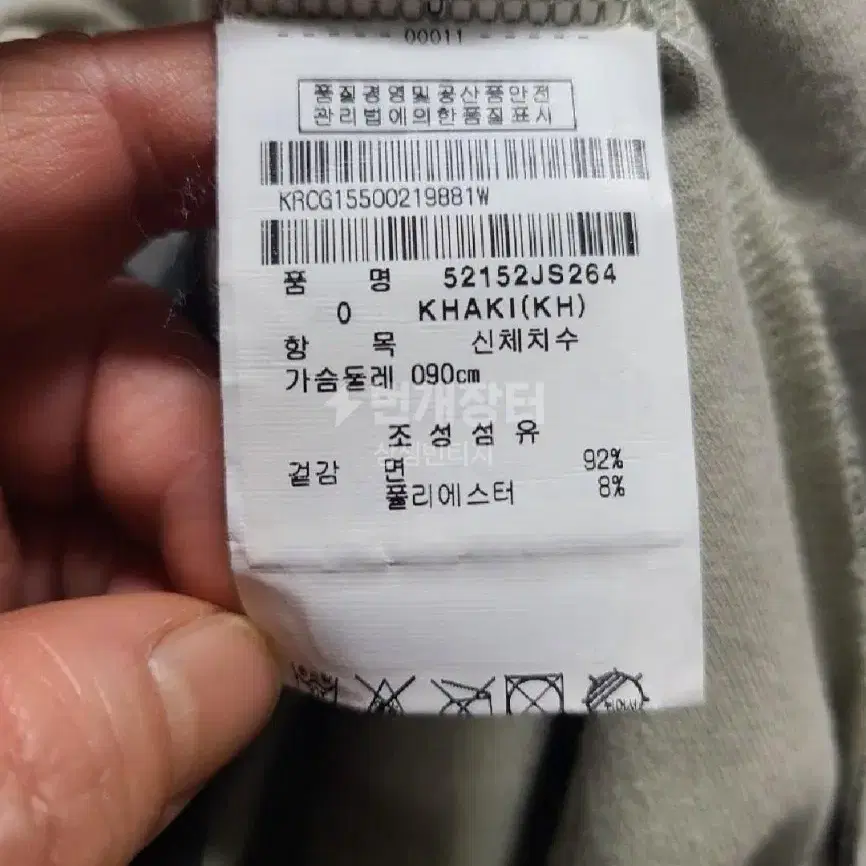 00011
품질경영및공산품안전
관리법에의한품질표시
KRCG15500219881W
품 명 52152JS264
0 KHAKI(KH)
항 목 신체치수
가슴둘레 090cm
번개장터
조성섬유
겉감 면 92%
폴리에스터 8%